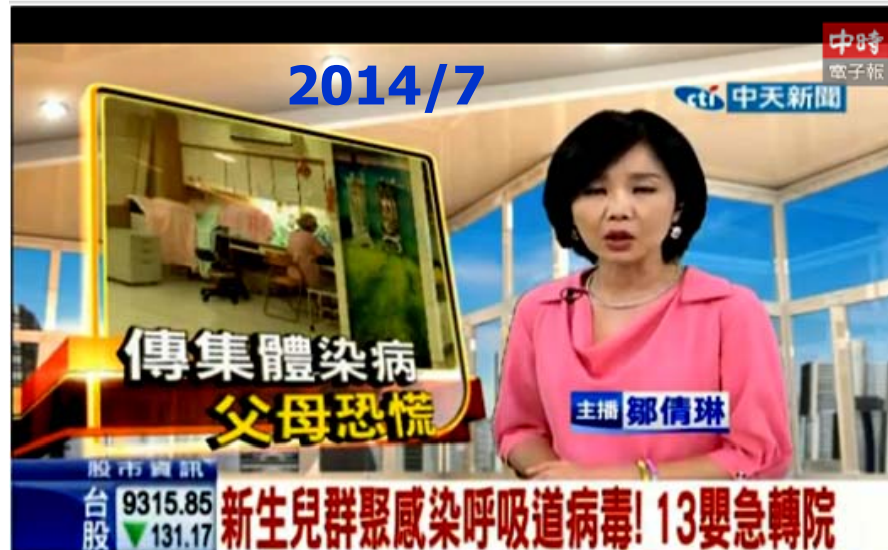 中時
電子報
2014/7
cti 中天新聞
傳集體染病
父母恐慌
主播 鄒倩琳
股市資訊
台股 9315.85
▼131.17
新生兒群聚感染呼吸道病毒! 13嬰急轉院